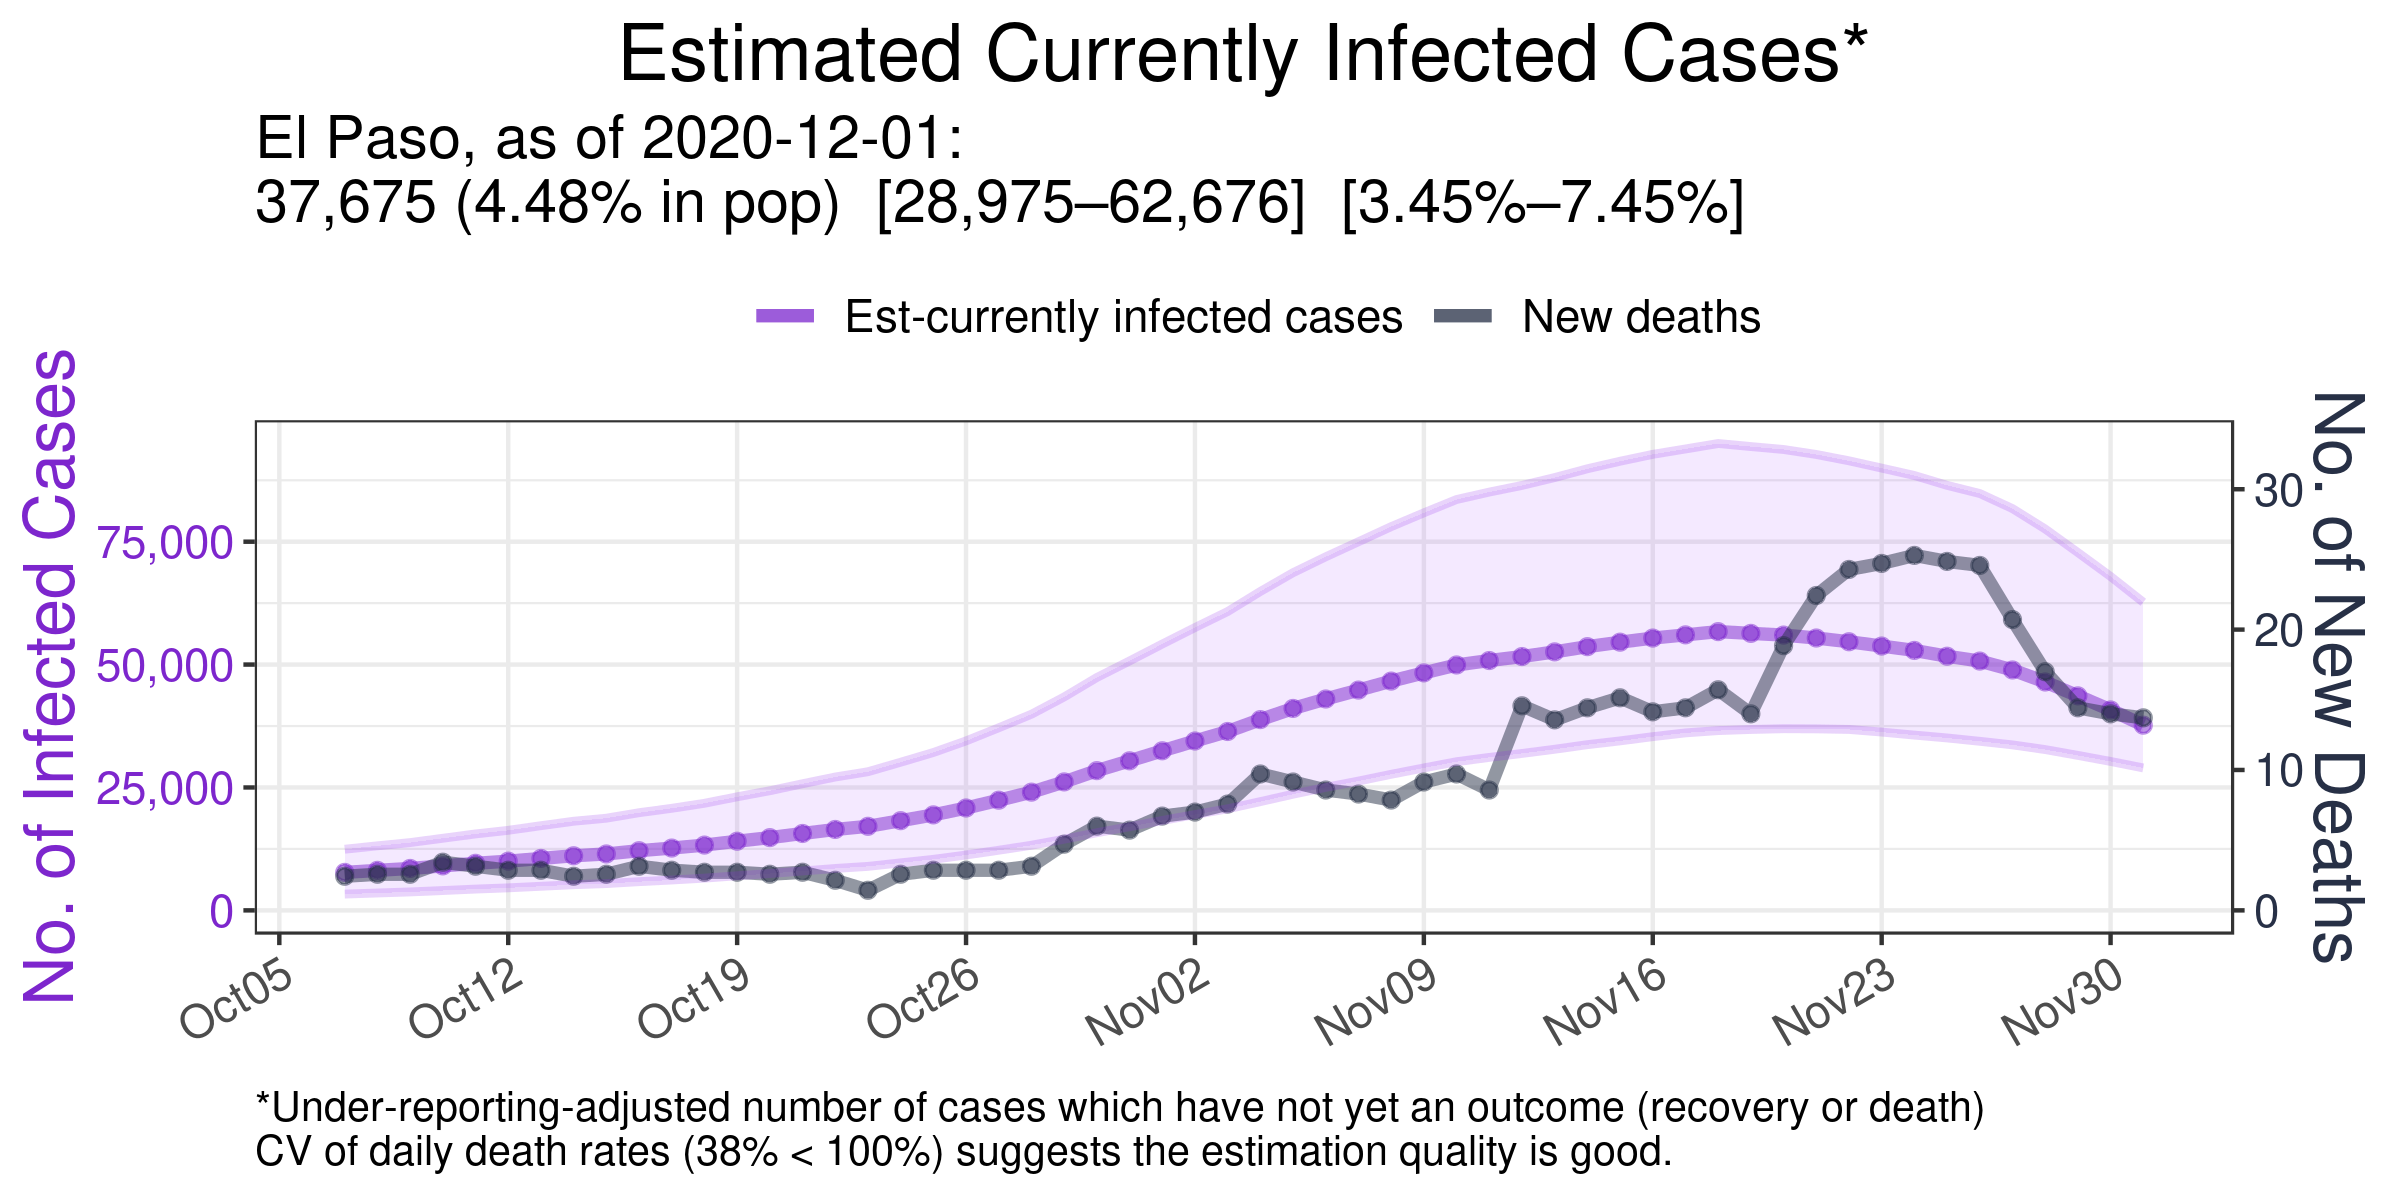 Estimated Currently Infected Cases*
El Paso, as of 2020-12-01:
37,675 (4.48% in pop)  [28,975–62,676]  [3.45%–7.45%]
Est-currently infected cases
New deaths
No. of Infected Cases
75,000
50,000
25,000
0
No. of New Deaths
30
20
10
0
Oct05
Oct12
Oct19
Oct26
Nov02
Nov09
Nov16
Nov23
Nov30
*Under-reporting-adjusted number of cases which have not yet an outcome (recovery or death)
CV of daily death rates (38% < 100%) suggests the estimation quality is good.